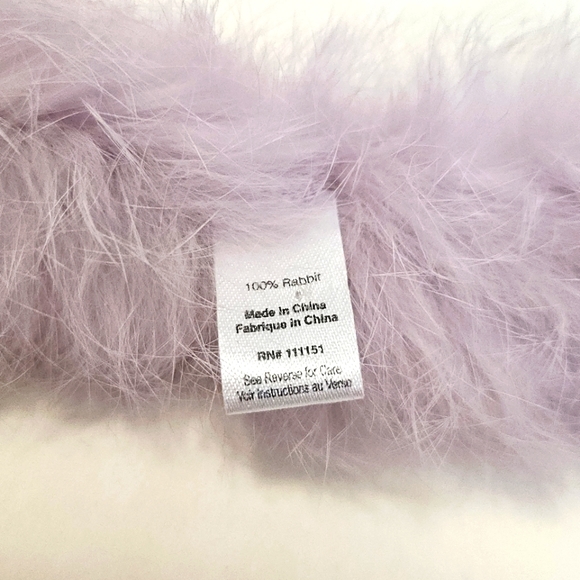 100% Rabbit
Made In China
Fabrique in China
RN# 111151
See Reverse for Care
Voir Instructions au Verso